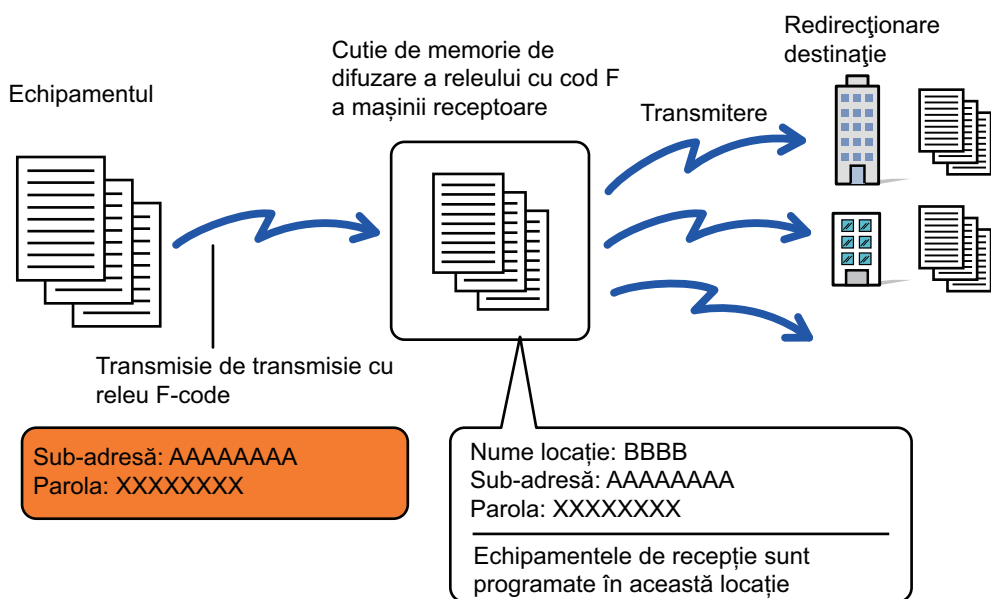 Echipamentul
Cutie de memorie de
difuzare a releului cu cod F
a mașinii receptoare
Transmitere
Redirecţionare
destinaţie
Transmisie de transmisie cu
releu F-code
Sub-adresă: AAAAAAAA
Parola: XXXXXXXX
Nume locație: BBBB
Sub-adresă: AAAAAAAA
Parola: XXXXXXXX
Echipamentele de recepție sunt
programate în această locație